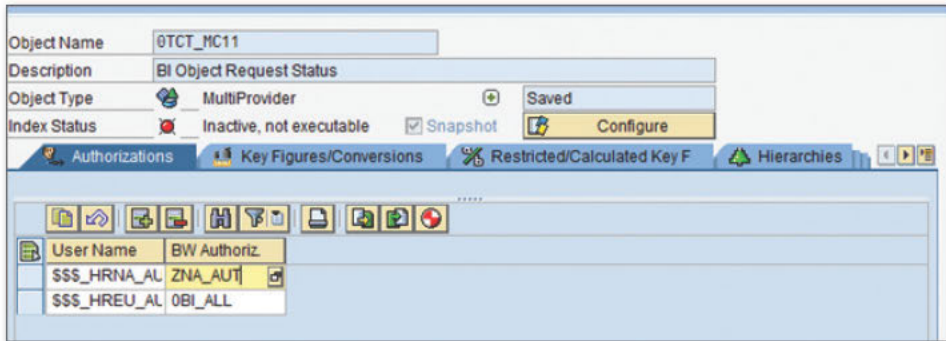 Object Name 0TCT_MC11
Description BI Object Request Status
Object Type MultiProvider Saved
Index Status Inactive, not executable Snapshot Configure
Authorizations Key Figures/Conversions Restricted/Calculated Key F Hierarchies
User Name BW Authoriz.
$$$_HRNA_AU ZNA_AUT
$$$_HREU_AU 0BI_ALL